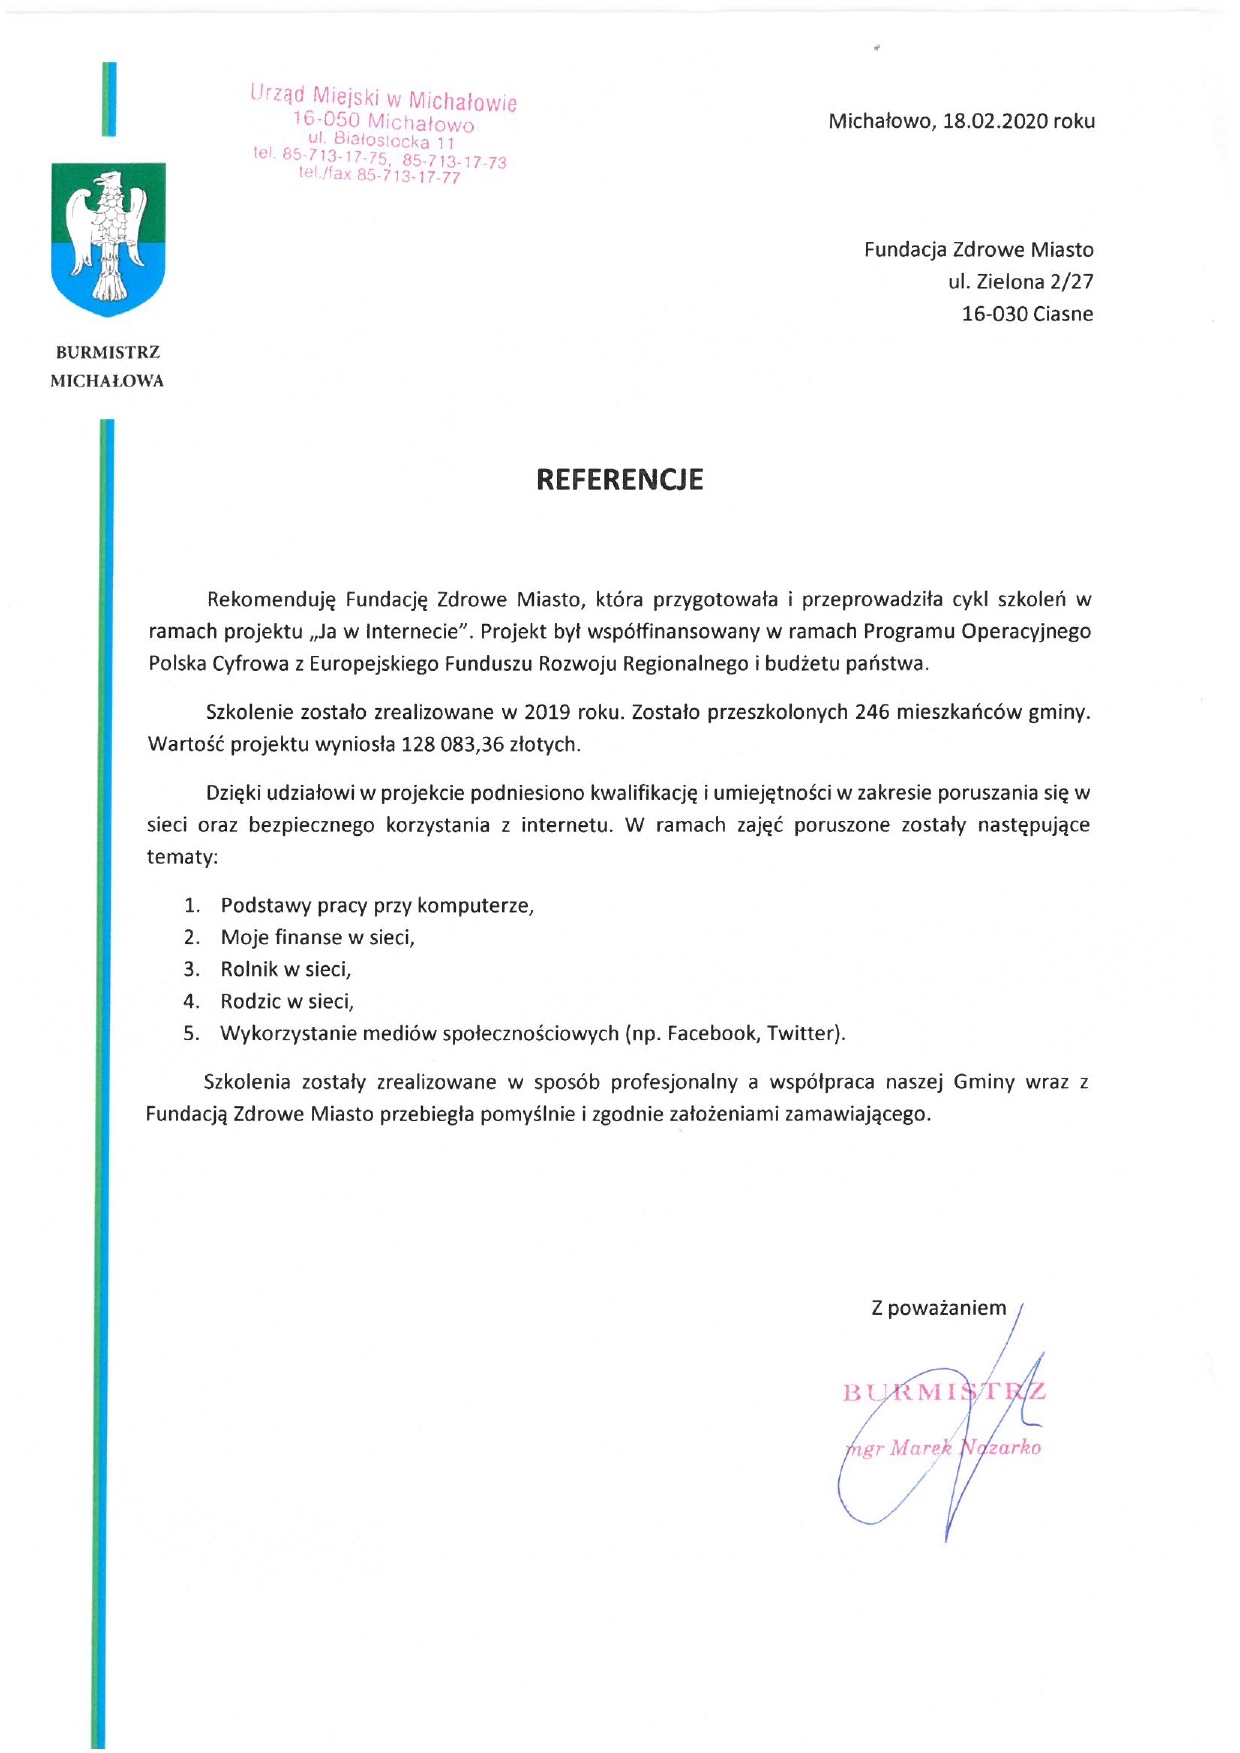 Urząd Miejski w Michałowie
16-050 Michałowo
ul. Białostocka 11
tel. 85-713-17-75, 85-713-17-73
tel./fax 85-713-17-77
Michałowo, 18.02.2020 roku
Fundacja Zdrowe Miasto
ul. Zielona 2/27
16-030 Ciasne
BURMISTRZ
MICHAŁOWA
REFERENCJE
Rekomenduję Fundację Zdrowe Miasto, która przygotowała i przeprowadziła cykl szkoleń w
ramach projektu „Ja w Internecie”. Projekt był współfinansowany w ramach Programu Operacyjnego
Polska Cyfrowa z Europejskiego Funduszu Rozwoju Regionalnego i budżetu państwa.
Szkolenie zostało zrealizowane w 2019 roku. Zostało przeszkolonych 246 mieszkańców gminy.
Wartość projektu wyniosła 128 083,36 złotych.
Dzięki udziałowi w projekcie podniesiono kwalifikację i umiejętności w zakresie poruszania się w
sieci oraz bezpiecznego korzystania z internetu. W ramach zajęć poruszone zostały następujące
tematy:
1. Podstawy pracy przy komputerze,
2. Moje finanse w sieci,
3. Rolnik w sieci,
4. Rodzic w sieci,
5. Wykorzystanie mediów społecznościowych (np. Facebook, Twitter).
Szkolenia zostały zrealizowane w sposób profesjonalny a współpraca naszej Gminy wraz z
Fundacją Zdrowe Miasto przebiegła pomyślnie i zgodnie założeniami zamawiającego.
Z poważaniem
BURMISTRZ
mgr Marek Nazarko